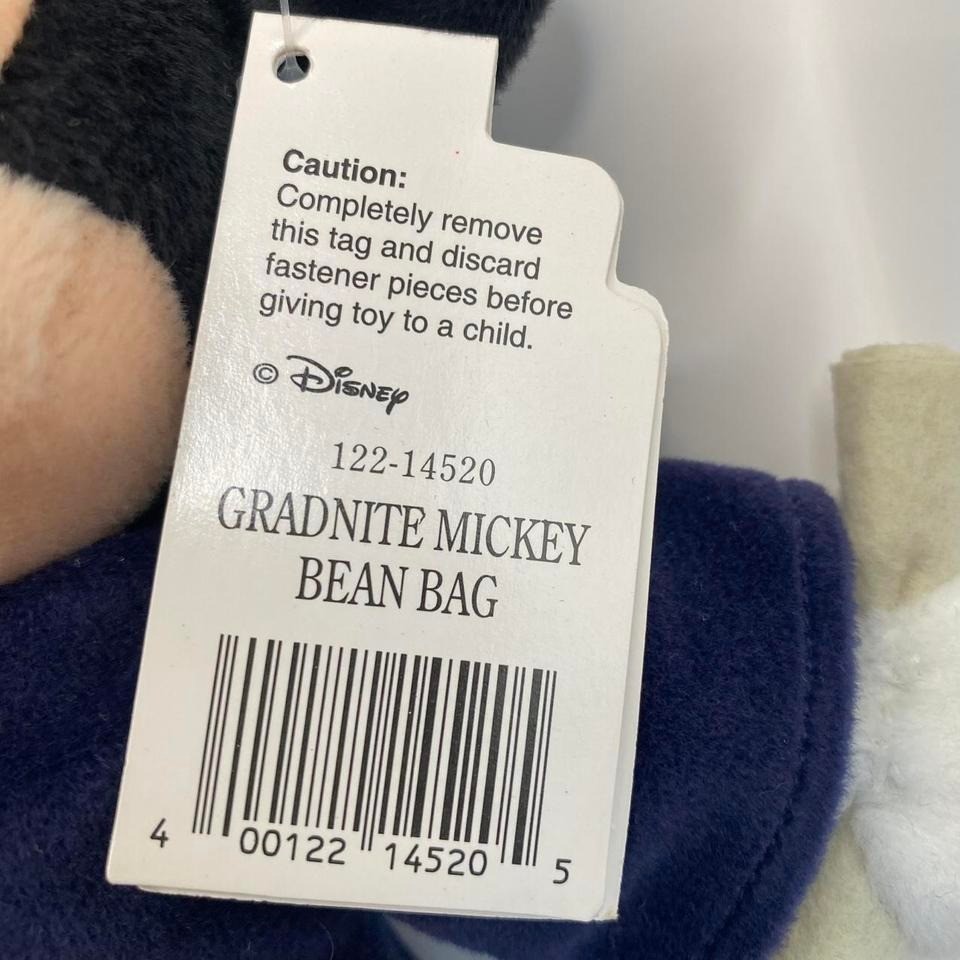 Caution:
Completely remove
this tag and discard
fastener pieces before
giving toy to a child.
© Disney
122-14520
GRADNITE MICKEY
BEAN BAG
4 00122 14520 5